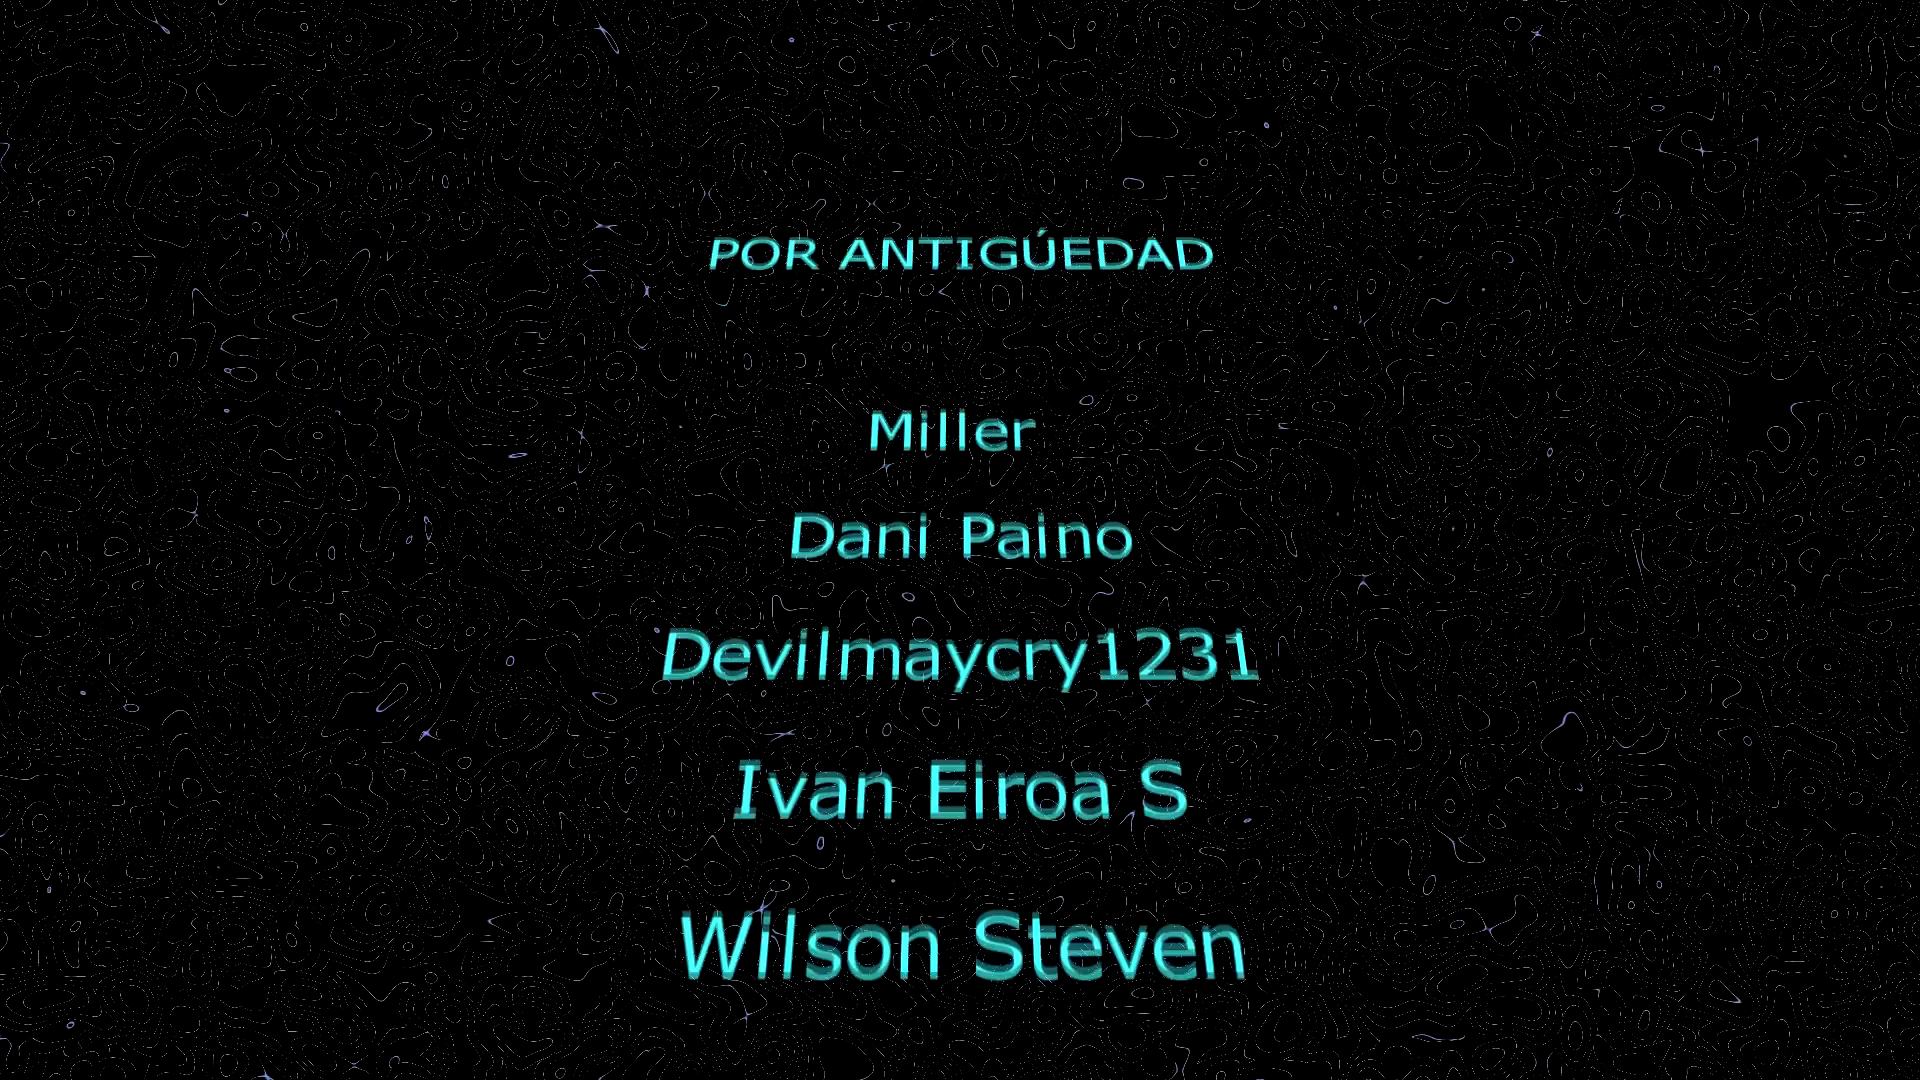 POR ANTIGÚEDAD
Miller
Dani Paino
Devilmaycry1231
Ivan Eiroa S
Wilson Steven